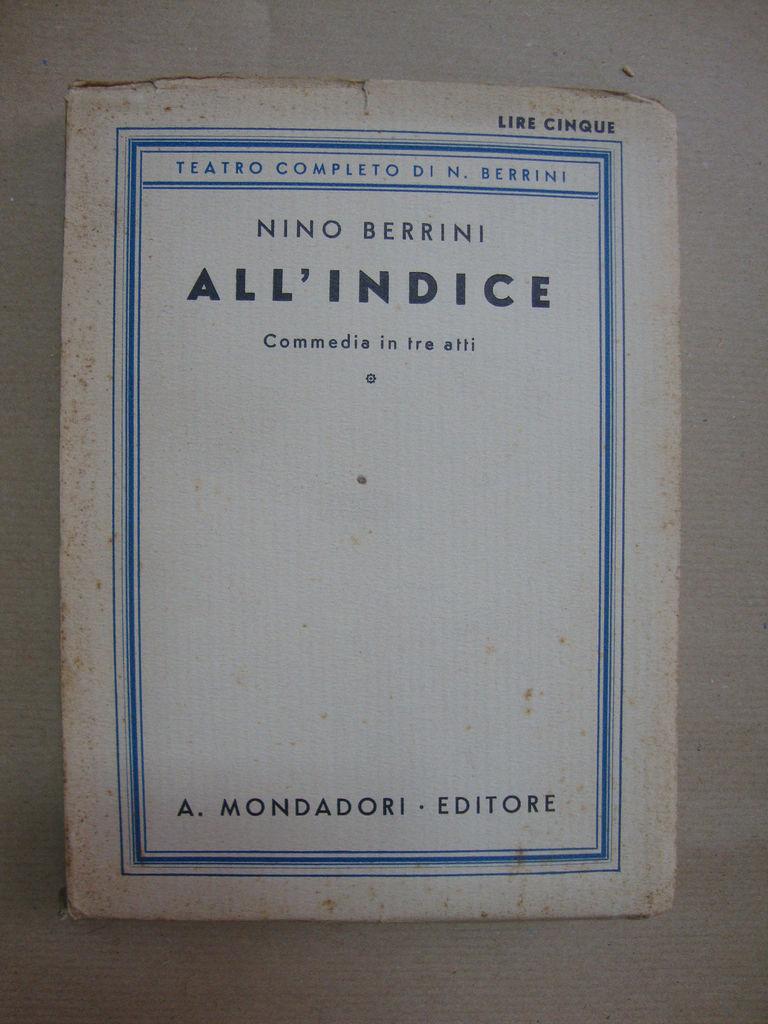 LIRE CINQUE
TEATRO COMPLETO DI N. BERRINI
NINO BERRINI
ALL'INDICE
Commedia in tre atti
A. MONDADORI · EDITORE